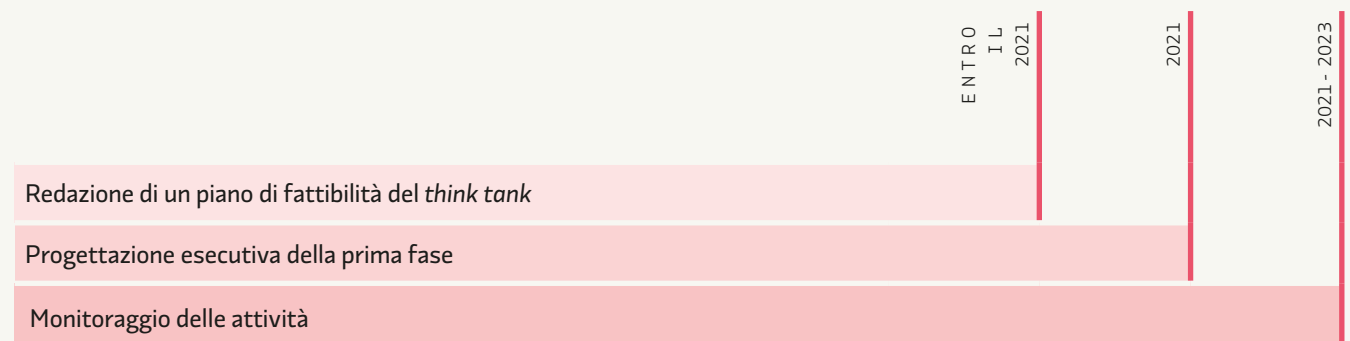 ENTRO
IL
2021
2021
2021 - 2023
Redazione di un piano di fattibilità del think tank
Progettazione esecutiva della prima fase
Monitoraggio delle attività